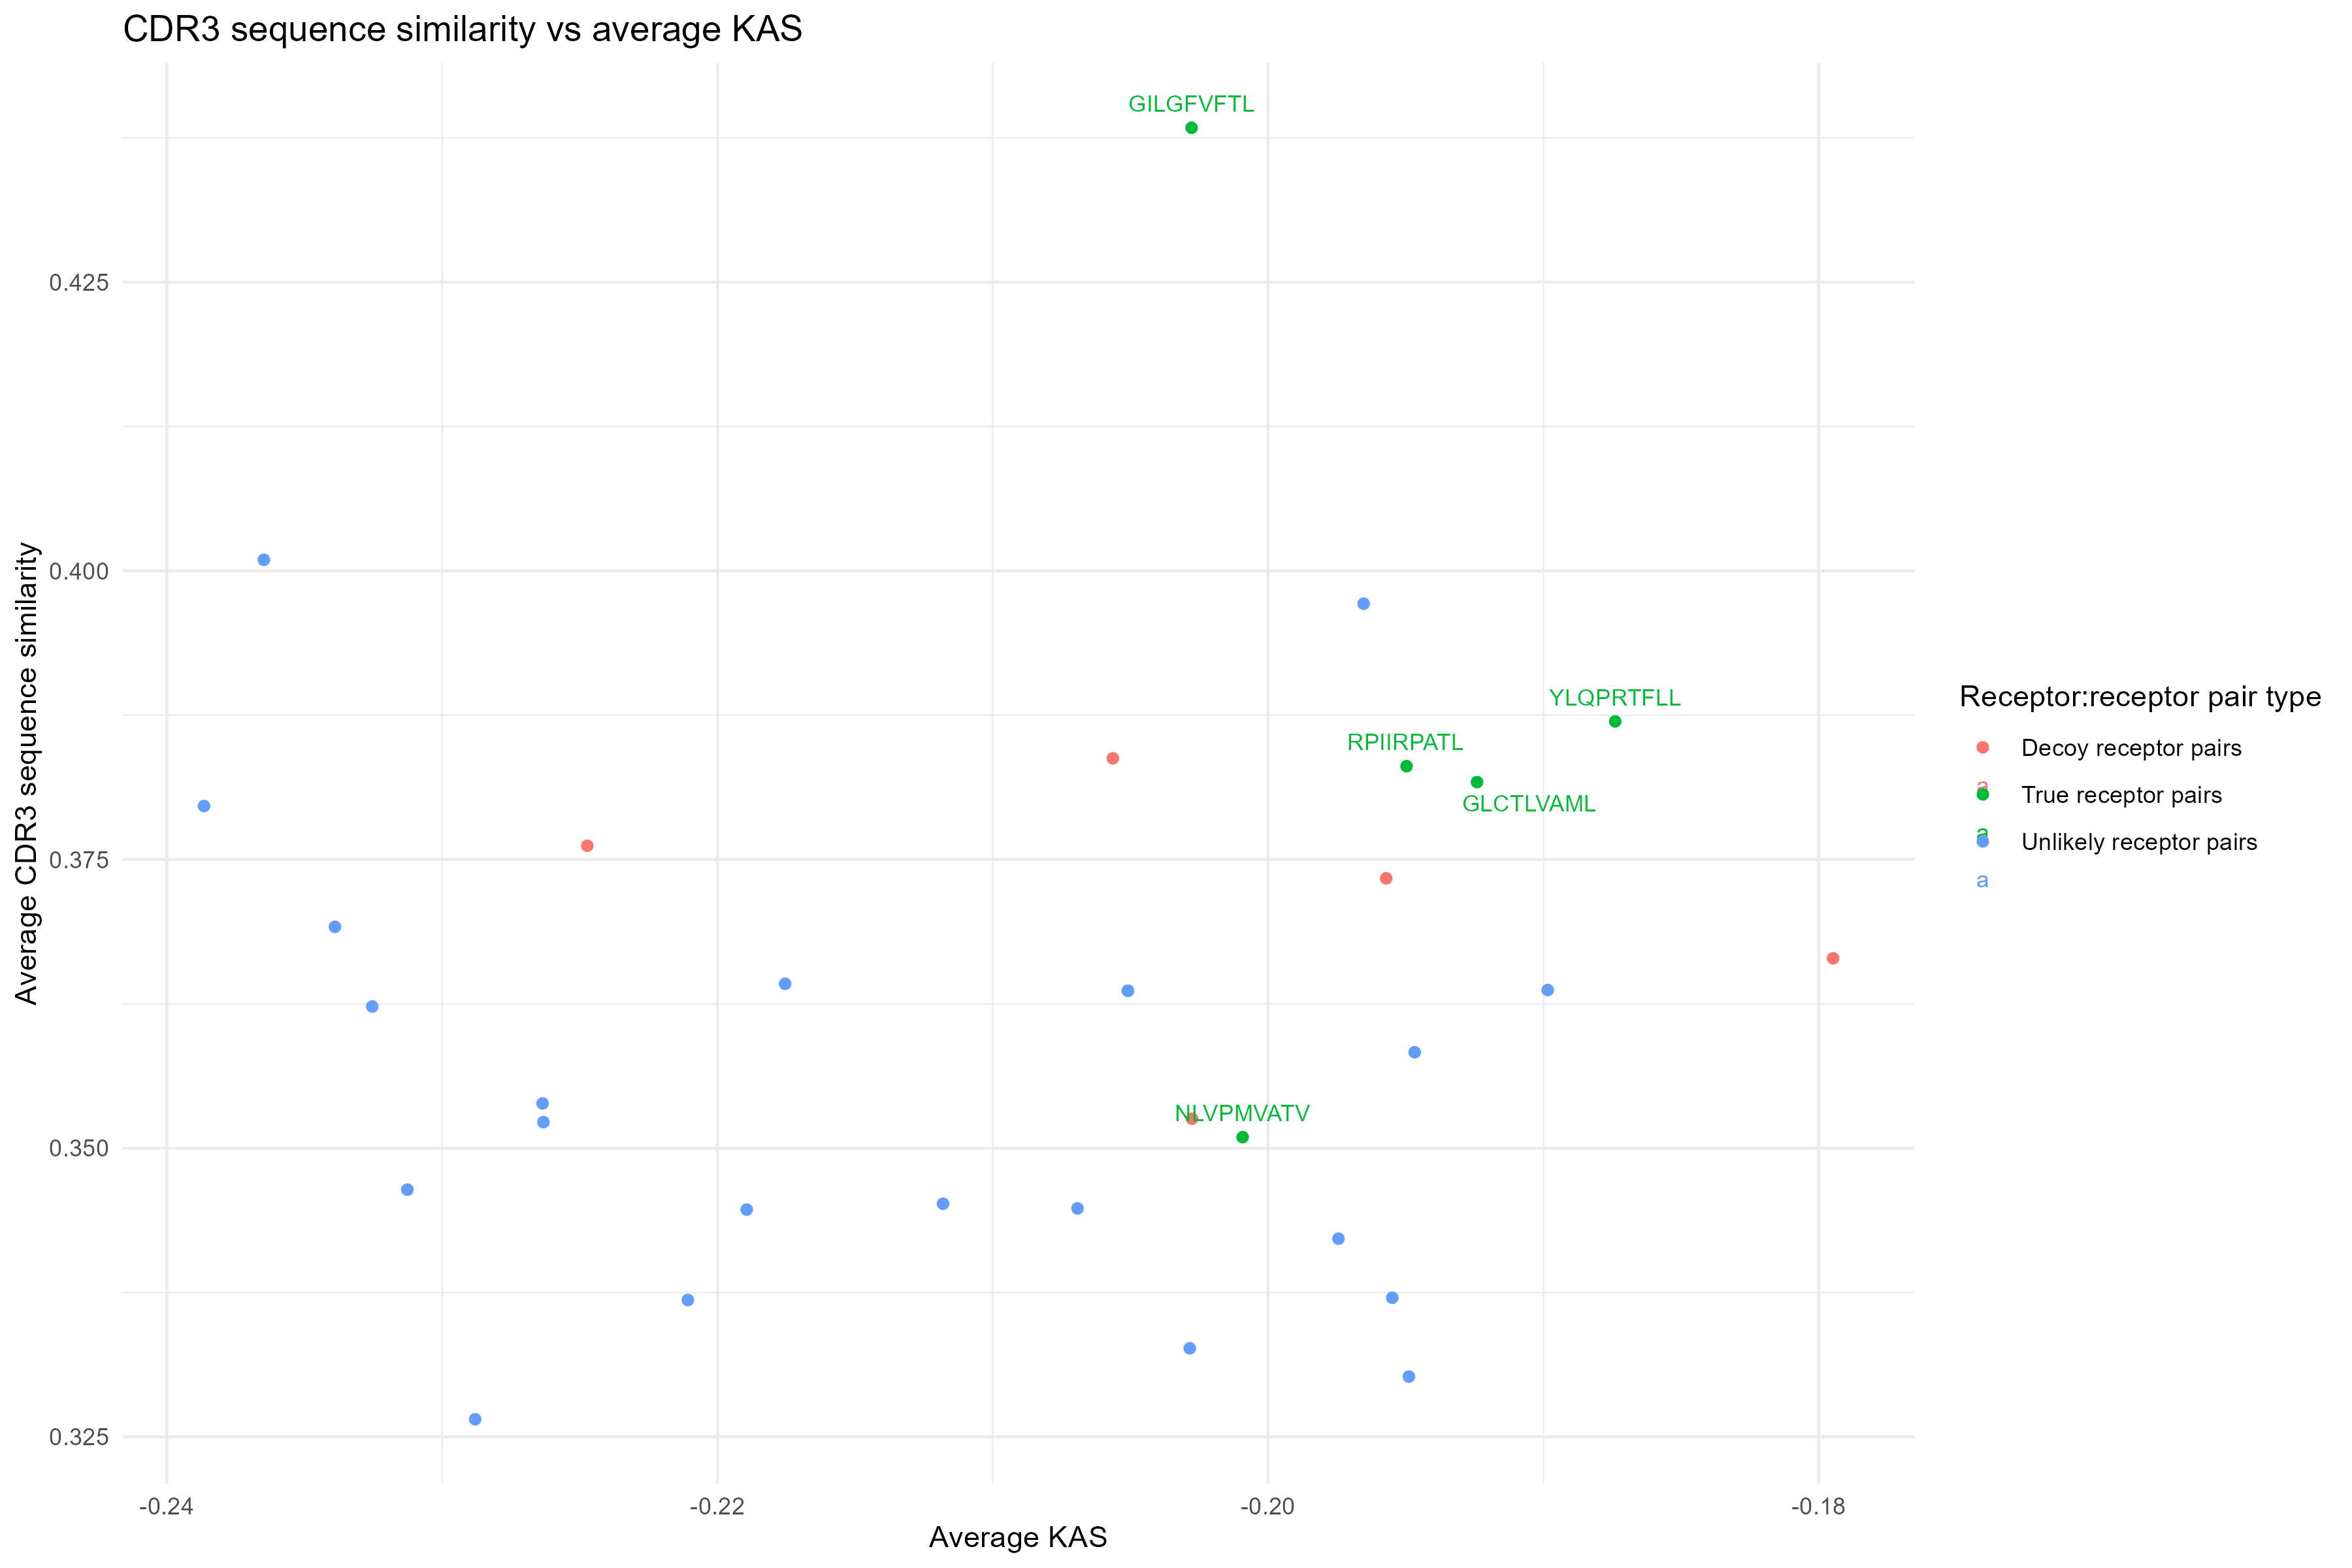 CDR3 sequence similarity vs average KAS
GILGFVFTL
0.425
0.400
YLQPRTFLL
RPIIRPATL
GLCTLVAML
0.375
NLVPMVATV
0.350
0.325
Average CDR3 sequence similarity
-0.24
-0.22
-0.20
-0.18
Average KAS
Receptor:receptor pair type
Decoy receptor pairs
a
True receptor pairs
a
Unlikely receptor pairs
a